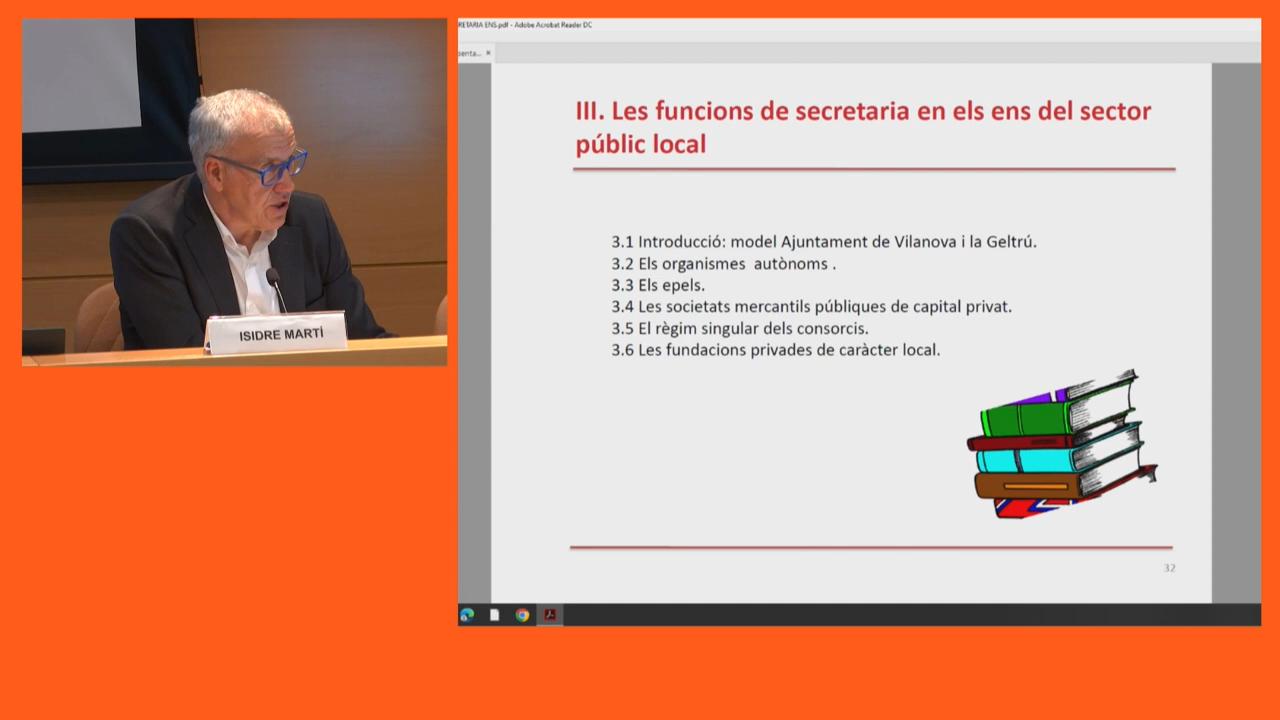 RETARIA ENS.pdf - Adobe Acrobat Reader DC
senta... ×
III. Les funcions de secretaria en els ens del sector
públic local
3.1 Introducció: model Ajuntament de Vilanova i la Geltrú.
3.2 Els organismes autònoms .
3.3 Els epels.
3.4 Les societats mercantils públiques de capital privat.
3.5 El règim singular dels consorcis.
3.6 Les fundacions privades de caràcter local.
ISIDRE MARTÍ
32